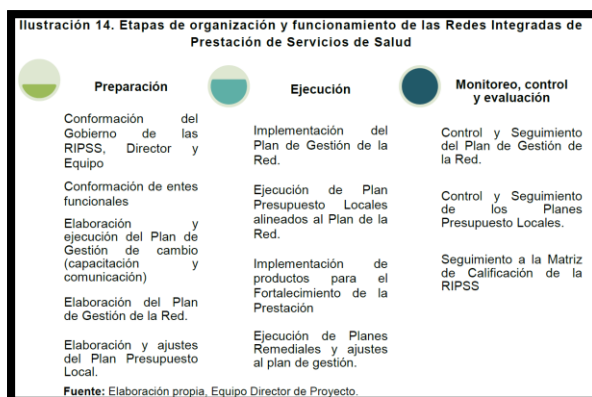 Ilustración 14. Etapas de organización y funcionamiento de las Redes Integradas de
Prestación de Servicios de Salud
Preparación
Conformación del
Gobierno de las
RIPSS, Director y
Equipo
Conformación de entes
funcionales
Elaboración y
ejecución del Plan de
Gestión de cambio
(capacitación y
comunicación)
Elaboración del Plan
de Gestión de la Red.
Elaboración y ajustes
del Plan Presupuesto
Local.
Ejecución
Implementación del
Plan de Gestión de la
Red.
Ejecución de Plan
Presupuesto Locales
alineados al Plan de la
Red.
Implementación de
productos para el
Fortalecimiento de la
Prestación
Ejecución de Planes
Remediales y ajustes
al plan de gestión.
Monitoreo, control
y evaluación
Control y Seguimiento
del Plan de Gestión de
la Red.
Control y Seguimiento
de los Planes
Presupuesto Locales.
Seguimiento a la Matriz
de Calificación de la
RIPSS
Fuente: Elaboración propia, Equipo Director de Proyecto.